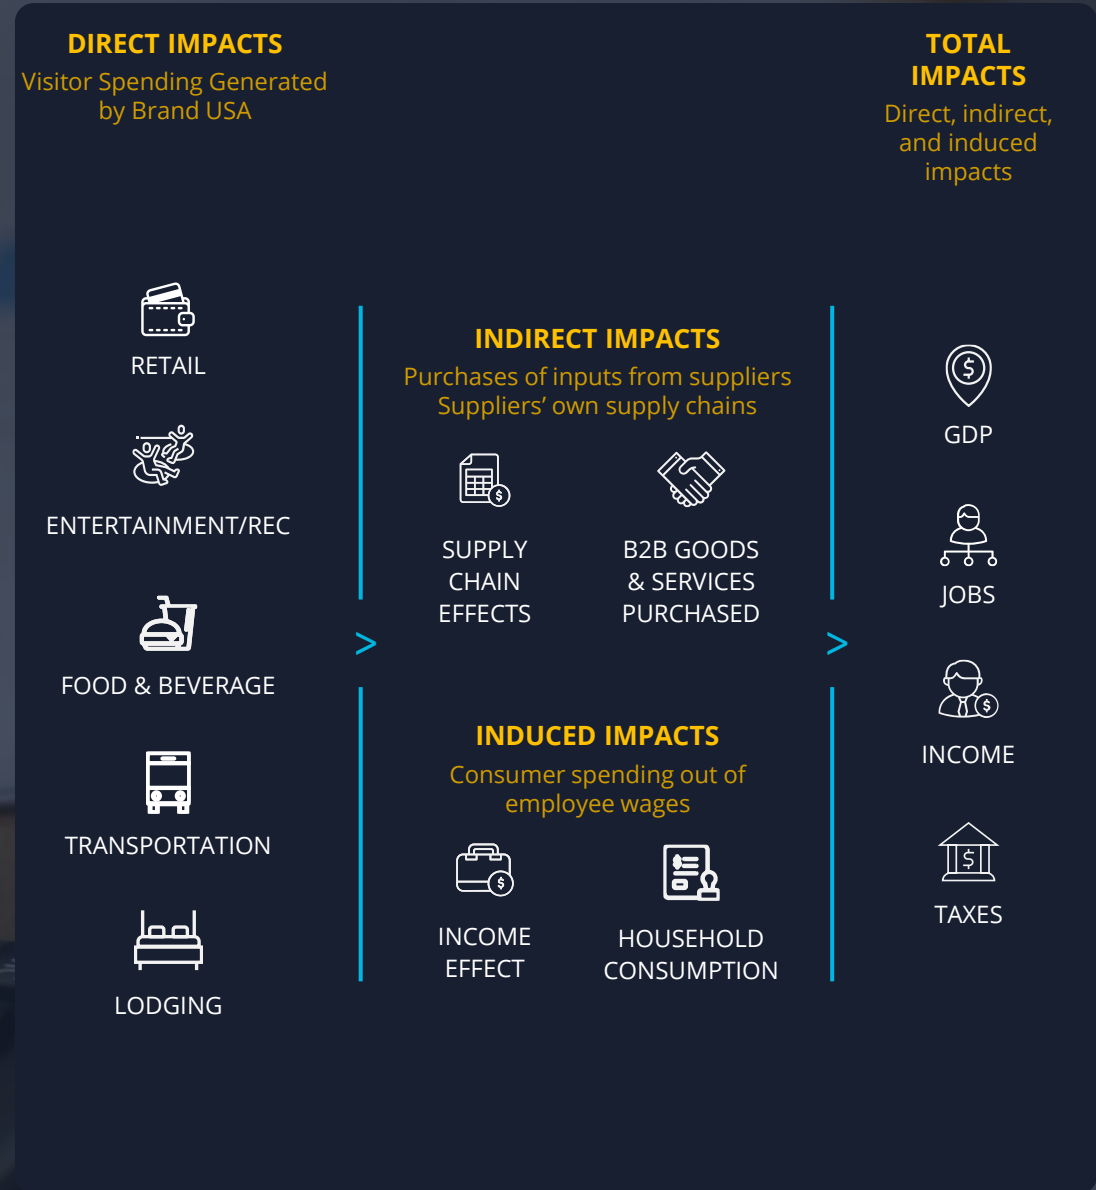 DIRECT IMPACTS
Visitor Spending Generated
by Brand USA
RETAIL
ENTERTAINMENT/REC
FOOD & BEVERAGE
TRANSPORTATION
LODGING
>
INDIRECT IMPACTS
Purchases of inputs from suppliers
Suppliers’ own supply chains
$
SUPPLY
CHAIN
EFFECTS
B2B GOODS
& SERVICES
PURCHASED
INDUCED IMPACTS
Consumer spending out of
employee wages
$
INCOME
EFFECT
$
HOUSEHOLD
CONSUMPTION
>
TOTAL
IMPACTS
Direct, indirect,
and induced
impacts
$
GDP
JOBS
$
INCOME
$
TAXES